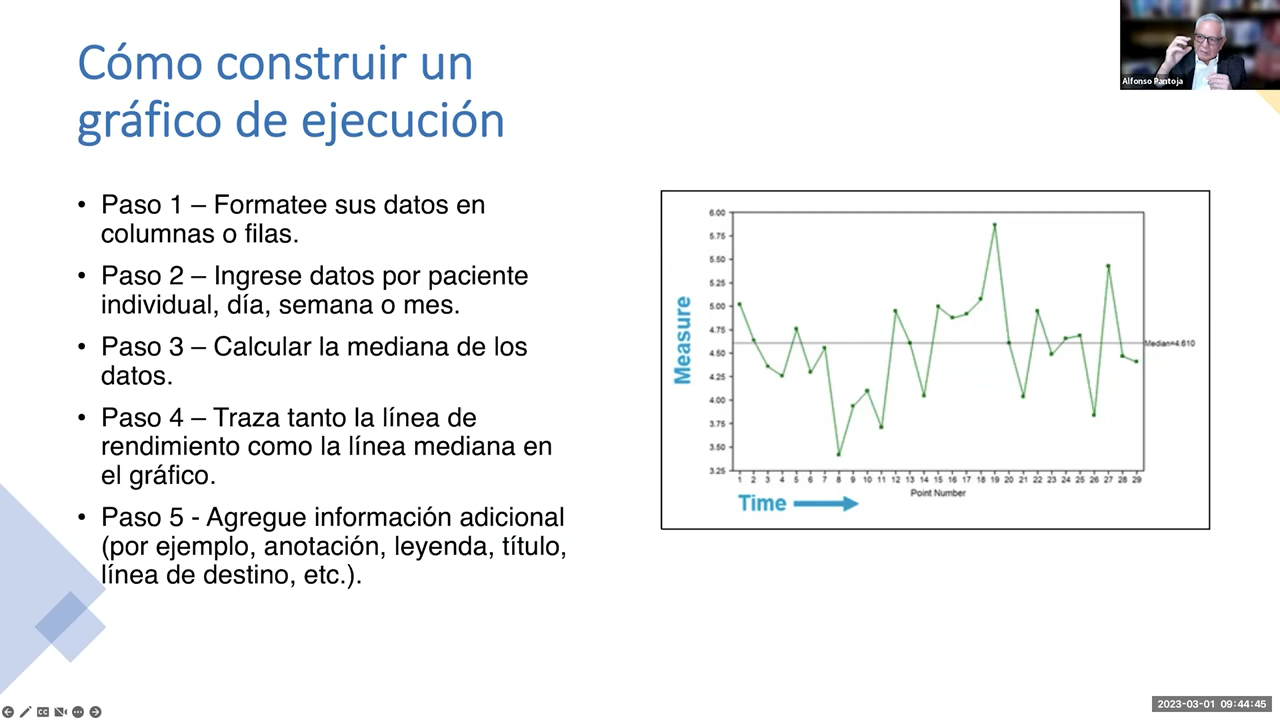 Cómo construir un
gráfico de ejecución
Alfonso Pantoja
• Paso 1 – Formatee sus datos en
columnas o filas.
• Paso 2 – Ingrese datos por paciente
individual, día, semana o mes.
• Paso 3 – Calcular la mediana de los
datos.
• Paso 4 – Traza tanto la línea de
rendimiento como la línea mediana en
el gráfico.
• Paso 5 - Agregue información adicional
(por ejemplo, anotación, leyenda, título,
línea de destino, etc.).
Measure
6.00
5.75
5.50
5.25
5.00
4.75
4.50
4.25
4.00
3.75
3.50
3.25
Median=4.610
1 2 3 4 5 6 7 8 9 10 11 12 13 14 15 16 17 18 19 20 21 22 23 24 25 26 27 28 29
Point Number
Time
CC
2023-03-01 09:44:45